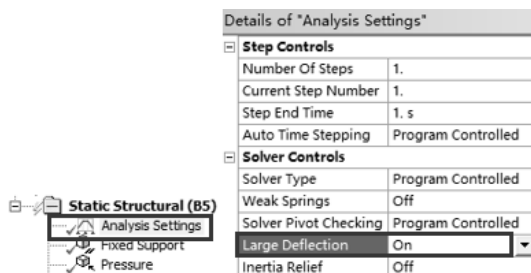 Details of "Analysis Settings"
Step Controls
Number Of Steps 1.
Current Step Number 1.
Step End Time 1. s
Auto Time Stepping Program Controlled
Solver Controls
Solver Type Program Controlled
Weak Springs Off
Solver Pivot Checking Program Controlled
Large Deflection On
Inertia Relief Off
Static Structural (B5)
Analysis Settings
Fixed Support
Pressure